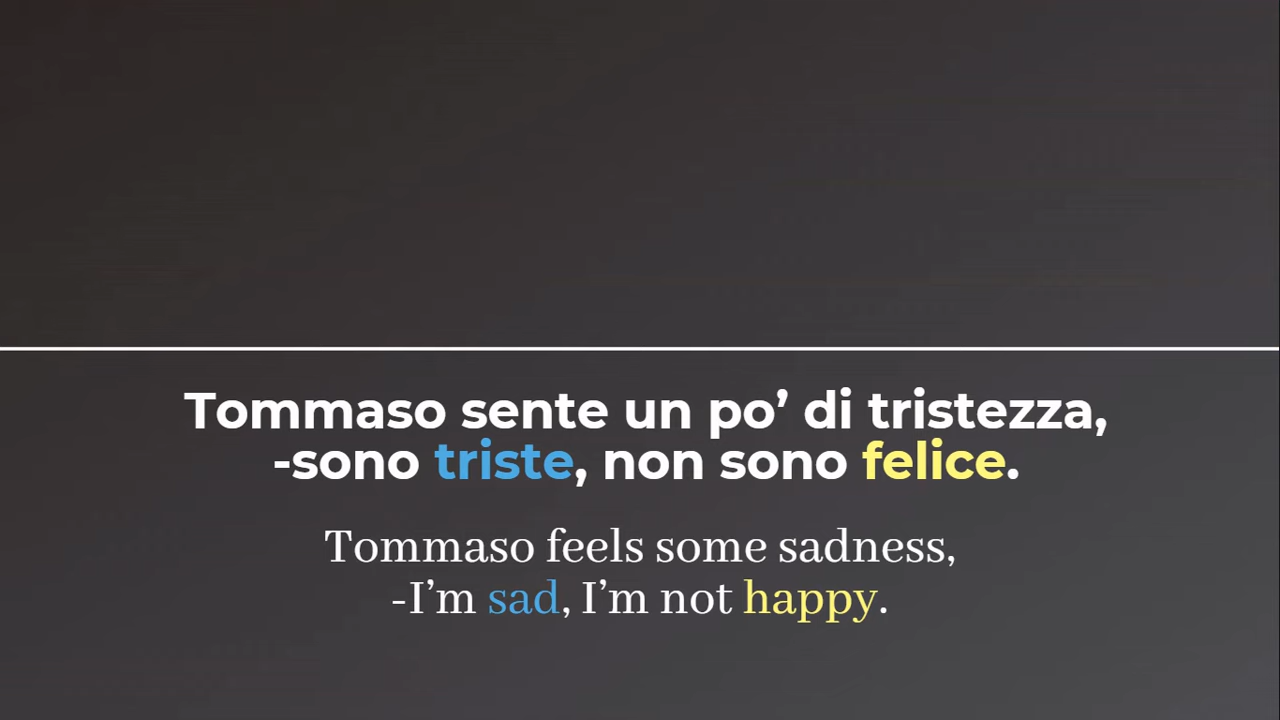 Tommaso sente un po’ di tristezza,
-sono triste, non sono felice.
Tommaso feels some sadness,
-I’m sad, I’m not happy.